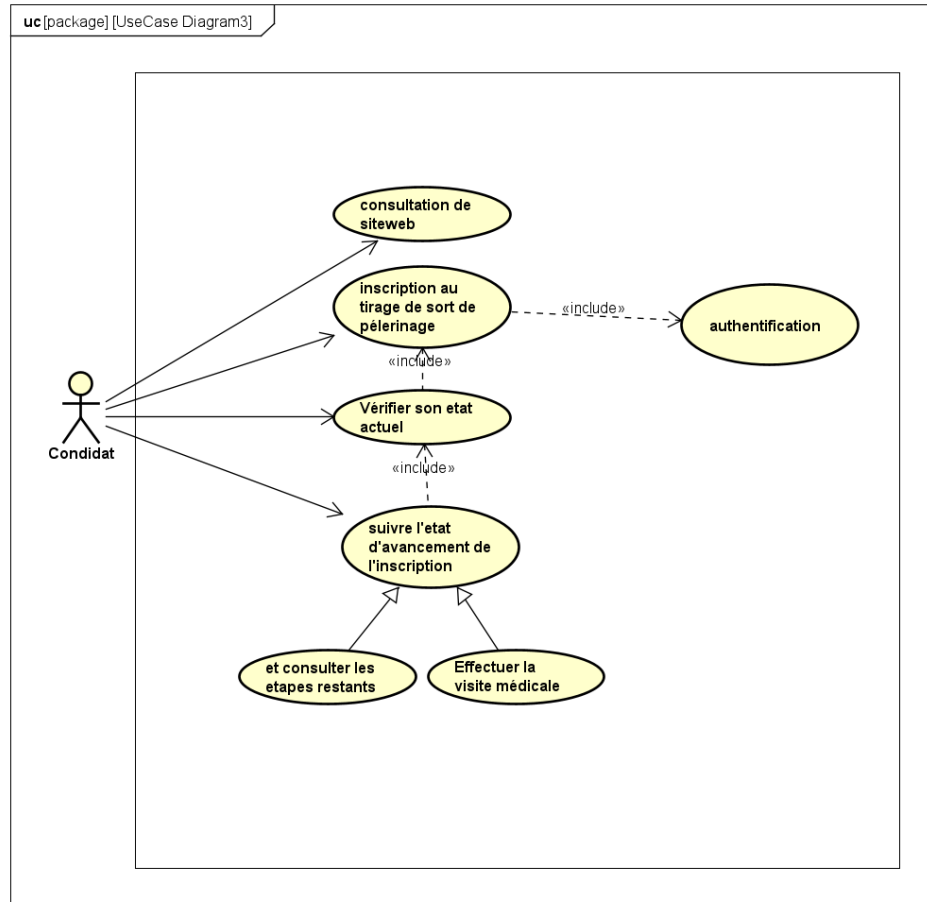 uc [package] [UseCase Diagram3]
consultation de
siteweb
inscription au
tirage de sort de
pélerinage
«include»
authentification
«include»
Vérifier son etat
actuel
Condidat
«include»
suivre l'etat
d'avancement de
l'inscription
et consulter les
etapes restants
Effectuer la
visite médicale